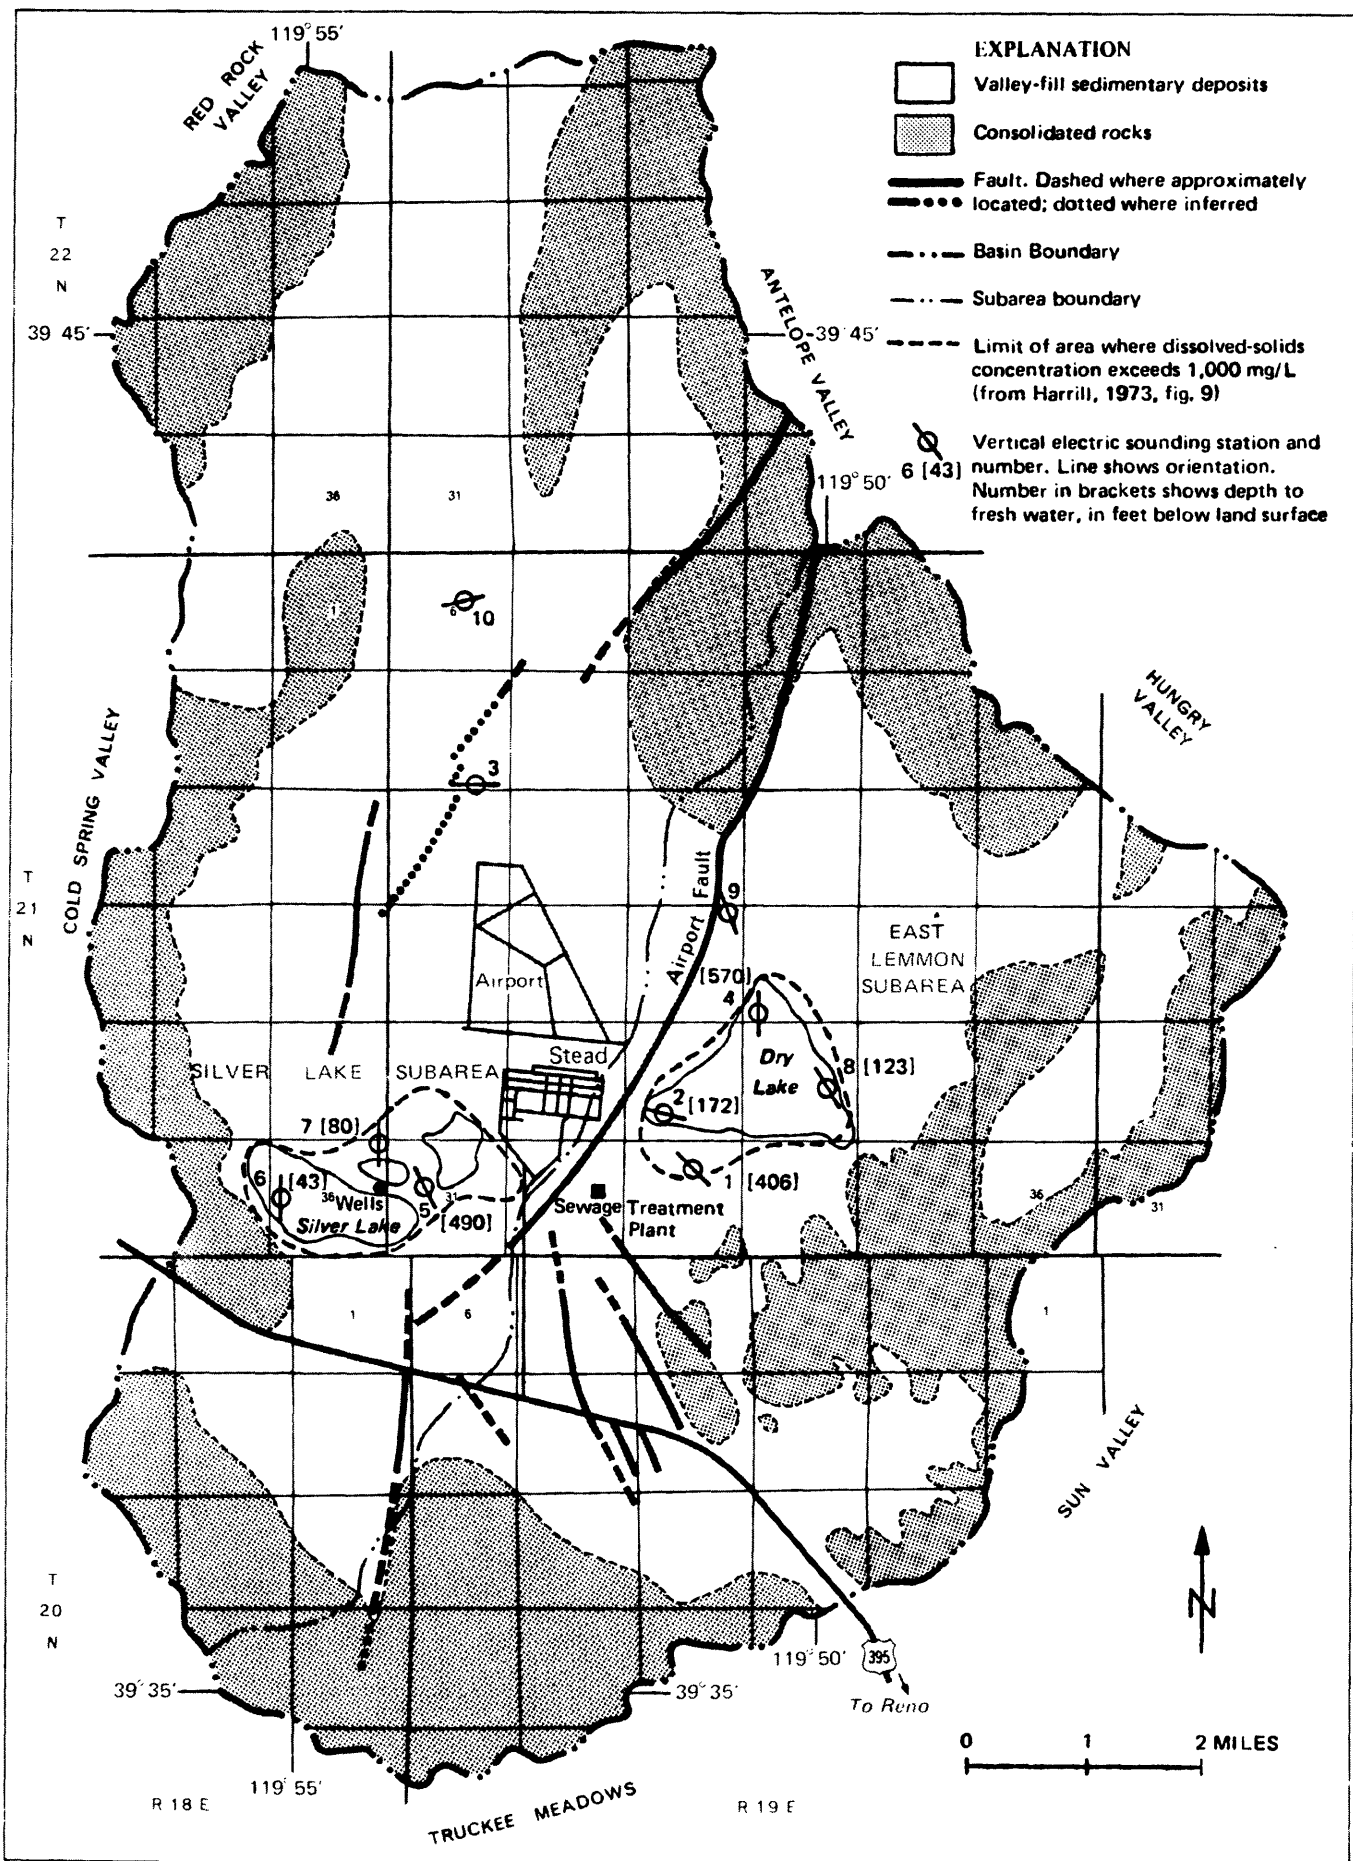 EXPLANATION
Valley-fill sedimentary deposits
Consolidated rocks
Fault. Dashed where approximately
located; dotted where inferred
Basin Boundary
Subarea boundary
Limit of area where dissolved-solids
concentration exceeds 1,000 mg/L
(from Harrill, 1973, fig. 9)
6 [43]
Vertical electric sounding station and
number. Line shows orientation.
Number in brackets shows depth to
fresh water, in feet below land surface
119° 55'
RED ROCK
VALLEY
T
22
N
39 45'
39 45'
ANTELOPE VALLEY
119° 50'
36
31
1
6
10
HUNGRY
VALLEY
COLD SPRING VALLEY
3
T
21
N
Airport Fault
9
EAST
LEMMON
SUBAREA
Airport
[570]
4
Stead
Dry
Lake
8 [123]
SILVER LAKE SUBAREA
2 [172]
7 [80]
6 [43]
36
Wells
31
Silver Lake
5 [490]
1 [406]
Sewage Treatment
Plant
36
31
1
6
1
SUN VALLEY
T
20
N
N
119° 50'
395
To Reno
39° 35'
39° 35'
0 1 2 MILES
119° 55'
R 18 E
TRUCKEE MEADOWS
R 19 E